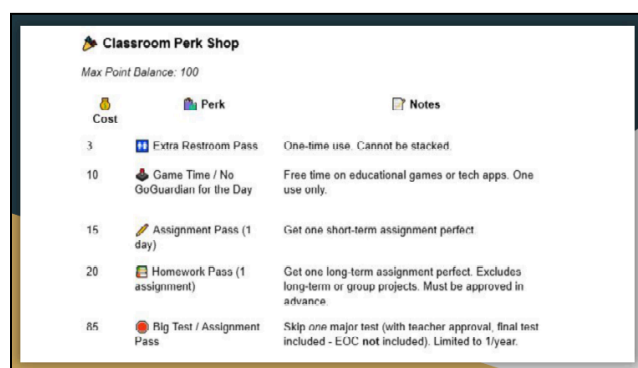 Classroom Perk Shop
Max Point Balance: 100
Cost
Perk
Notes
3
Extra Restroom Pass
One-time use. Cannot be stacked.
10
Game Time / No
GoGuardian for the Day
Free time on educational games or tech apps. One
use only.
15
Assignment Pass (1
day)
Get one short-term assignment perfect.
20
Homework Pass (1
assignment)
Get one long-term assignment perfect. Excludes
long-term or group projects. Must be approved in
advance.
85
Big Test / Assignment
Pass
Skip one major test (with teacher approval, final test
included - EOC not included). Limited to 1/year.